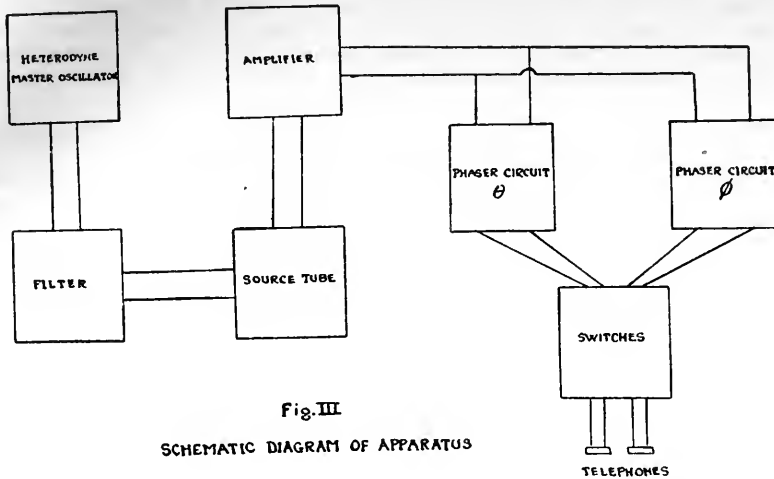 HETERODYNE
MASTER OSCILLATOR
AMPLIFIER
PHASER CIRCUIT
θ
PHASER CIRCUIT
ϕ
FILTER
SOURCE TUBE
SWITCHES
Fig. III
SCHEMATIC DIAGRAM OF APPARATUS
TELEPHONES